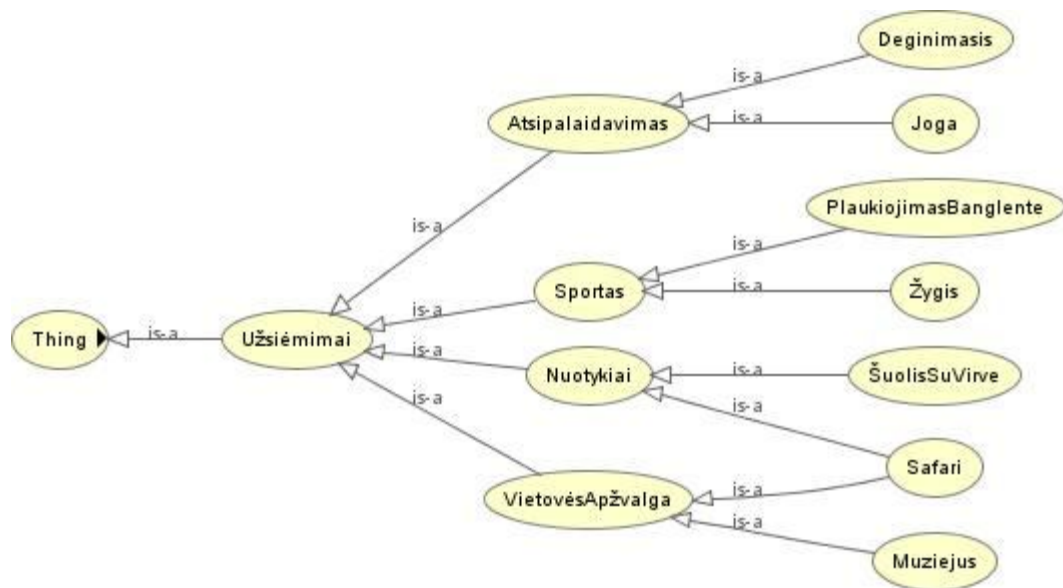 Deginimasis
is-a
Atsipalaidavimas
is-a
Joga
PlaukiojimasBanglente
is-a
is-a
Sportas
is-a
Žygis
is-a
Thing
is-a
Užsiėmimai
is-a
Nuotykiai
is-a
ŠuolisSuVirve
is-a
is-a
Safari
VietovėsApžvalga
is-a
is-a
Muziejus